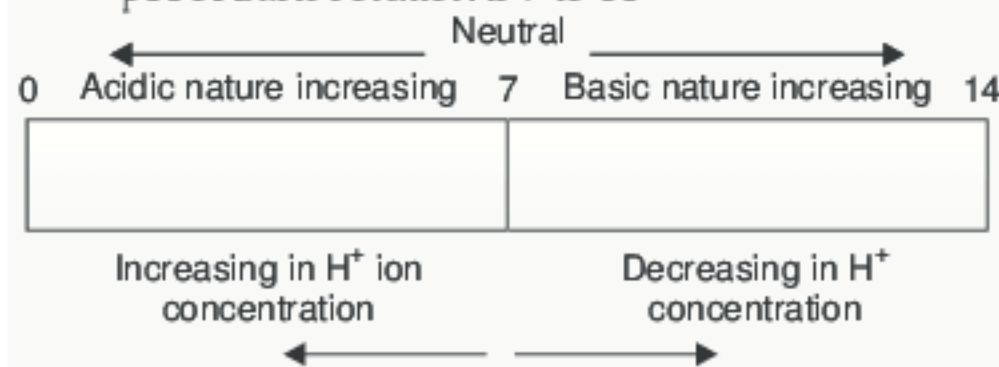 Neutral
0 Acidic nature increasing 7 Basic nature increasing 14
Increasing in H⁺ ion
concentration
Decreasing in H⁺
concentration